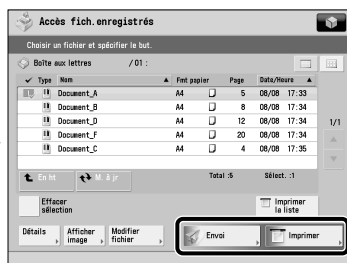 Accès fich.enregistrés
Choisir un fichier et spécifier le but.
Boîte aux lettres /01 :
✓ Type Nom ▲ Fmt papier Page Date/Heure ▲
1 Document_A A4 5 08/08 17:33
Document_B A4 8 08/08 17:34
Document_D A4 12 08/08 17:34
Document_F A4 20 08/08 17:34
Document_C A4 4 08/08 17:35
1/1
En ht M. à jr Total :5 Sélect. :1
Effacer sélection
Imprimer la liste
Détails Afficher image Modifier fichier Envoi Imprimer